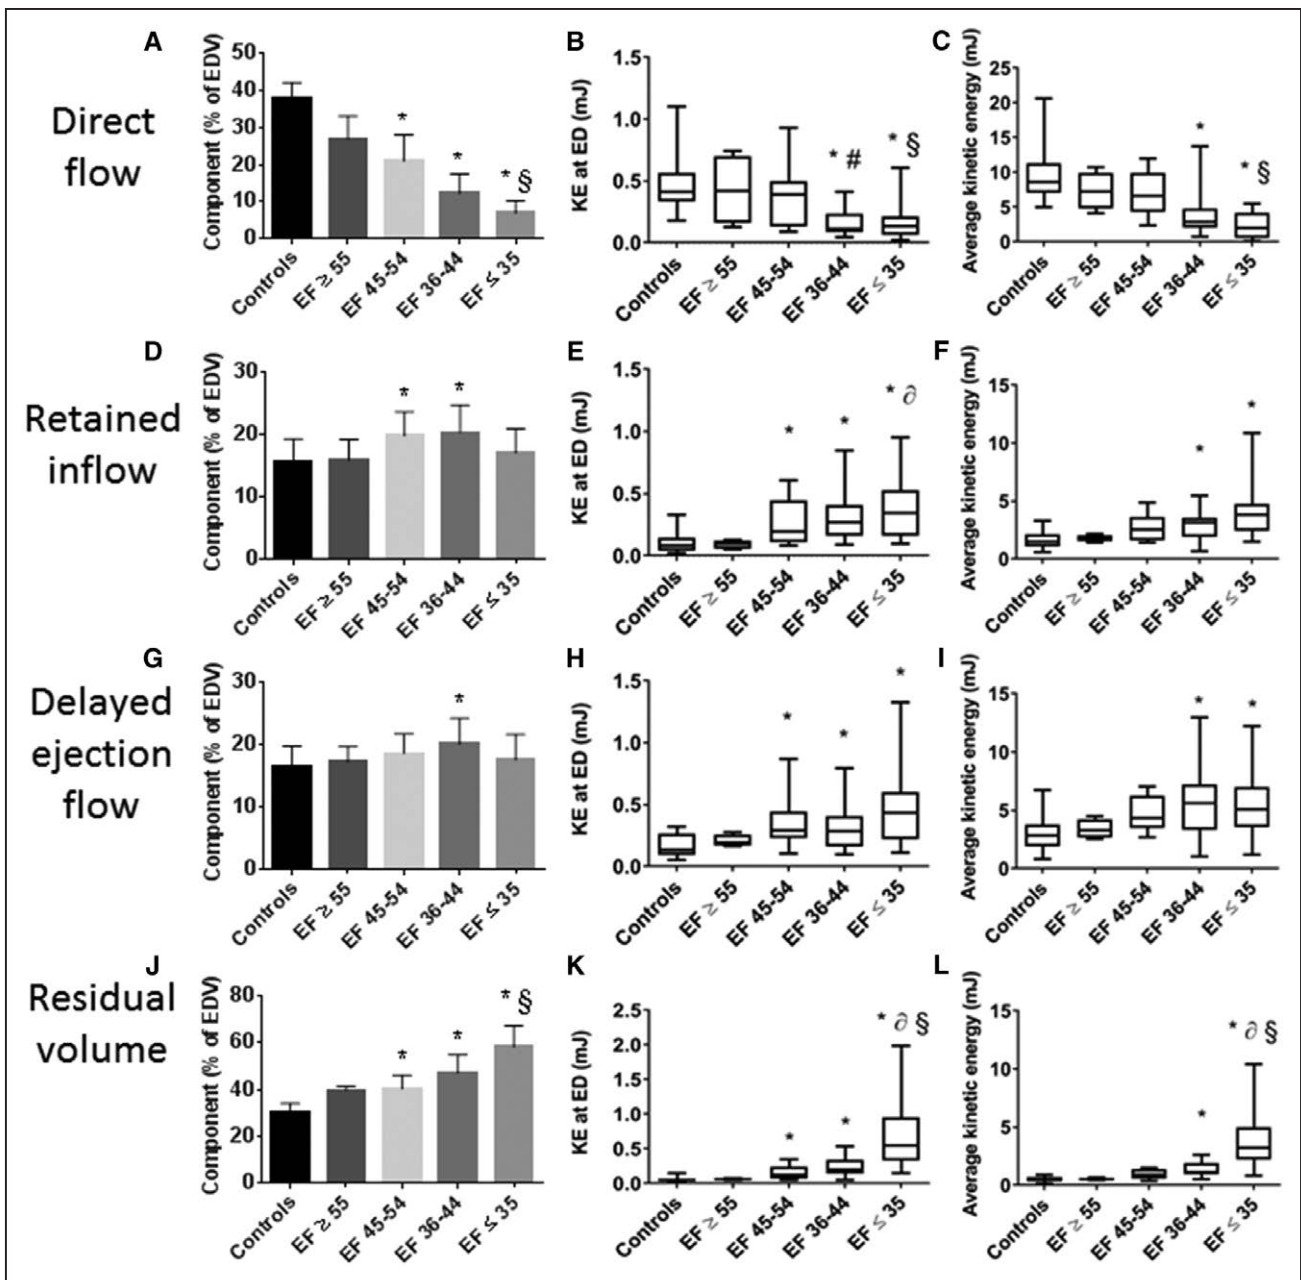 A
Direct
flow
Component (% of EDV)
50
40
30
20
10
0
*
*
* §
Controls
EF ≥ 55
EF 45-54
EF 36-44
EF ≤ 35
B
KE at ED (mJ)
1.5
1.0
0.5
0.0
* #
* §
Controls
EF ≥ 55
EF 45-54
EF 36-44
EF ≤ 35
C
Average kinetic energy (mJ)
25
20
15
10
5
0
*
* §
Controls
EF ≥ 55
EF 45-54
EF 36-44
EF ≤ 35
D
Retained
inflow
Component (% of EDV)
30
20
10
0
*
*
Controls
EF ≥ 55
EF 45-54
EF 36-44
EF ≤ 35
E
KE at ED (mJ)
1.5
1.0
0.5
0.0
*
*
* ∂
Controls
EF ≥ 55
EF 45-54
EF 36-44
EF ≤ 35
F
Average kinetic energy (mJ)
15
10
5
0
*
*
Controls
EF ≥ 55
EF 45-54
EF 36-44
EF ≤ 35
G
Delayed
ejection
flow
Component (% of EDV)
30
20
10
0
*
Controls
EF ≥ 55
EF 45-54
EF 36-44
EF ≤ 35
H
KE at ED (mJ)
1.5
1.0
0.5
0.0
*
*
*
Controls
EF ≥ 55
EF 45-54
EF 36-44
EF ≤ 35
I
Average kinetic energy (mJ)
15
10
5
0
*
*
Controls
EF ≥ 55
EF 45-54
EF 36-44
EF ≤ 35
J
Residual
volume
Component (% of EDV)
80
60
40
20
0
*
*
* §
Controls
EF ≥ 55
EF 45-54
EF 36-44
EF ≤ 35
K
KE at ED (mJ)
2.5
2.0
1.5
1.0
0.5
0.0
*
*
* ∂ §
Controls
EF ≥ 55
EF 45-54
EF 36-44
EF ≤ 35
L
Average kinetic energy (mJ)
15
10
5
0
*
* ∂ §
Controls
EF ≥ 55
EF 45-54
EF 36-44
EF ≤ 35